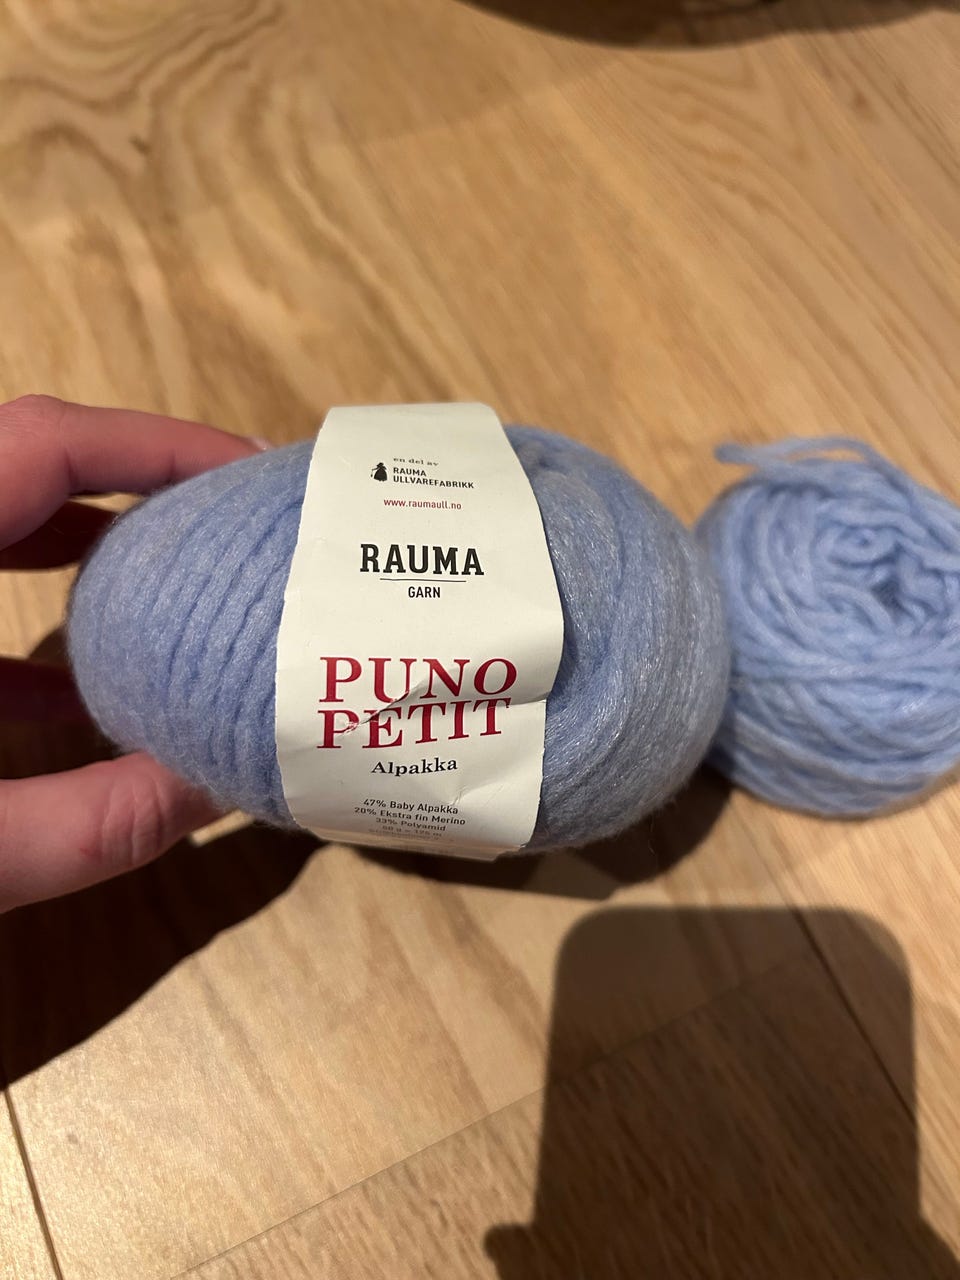 en del av
RAUMA
ULLVAREFABRIKK
www.raumaull.no
RAUMA
GARN
PUNO
PETIT
Alpakka
47% Baby Alpakka
20% Ekstra fin Merino
33% Polyamid